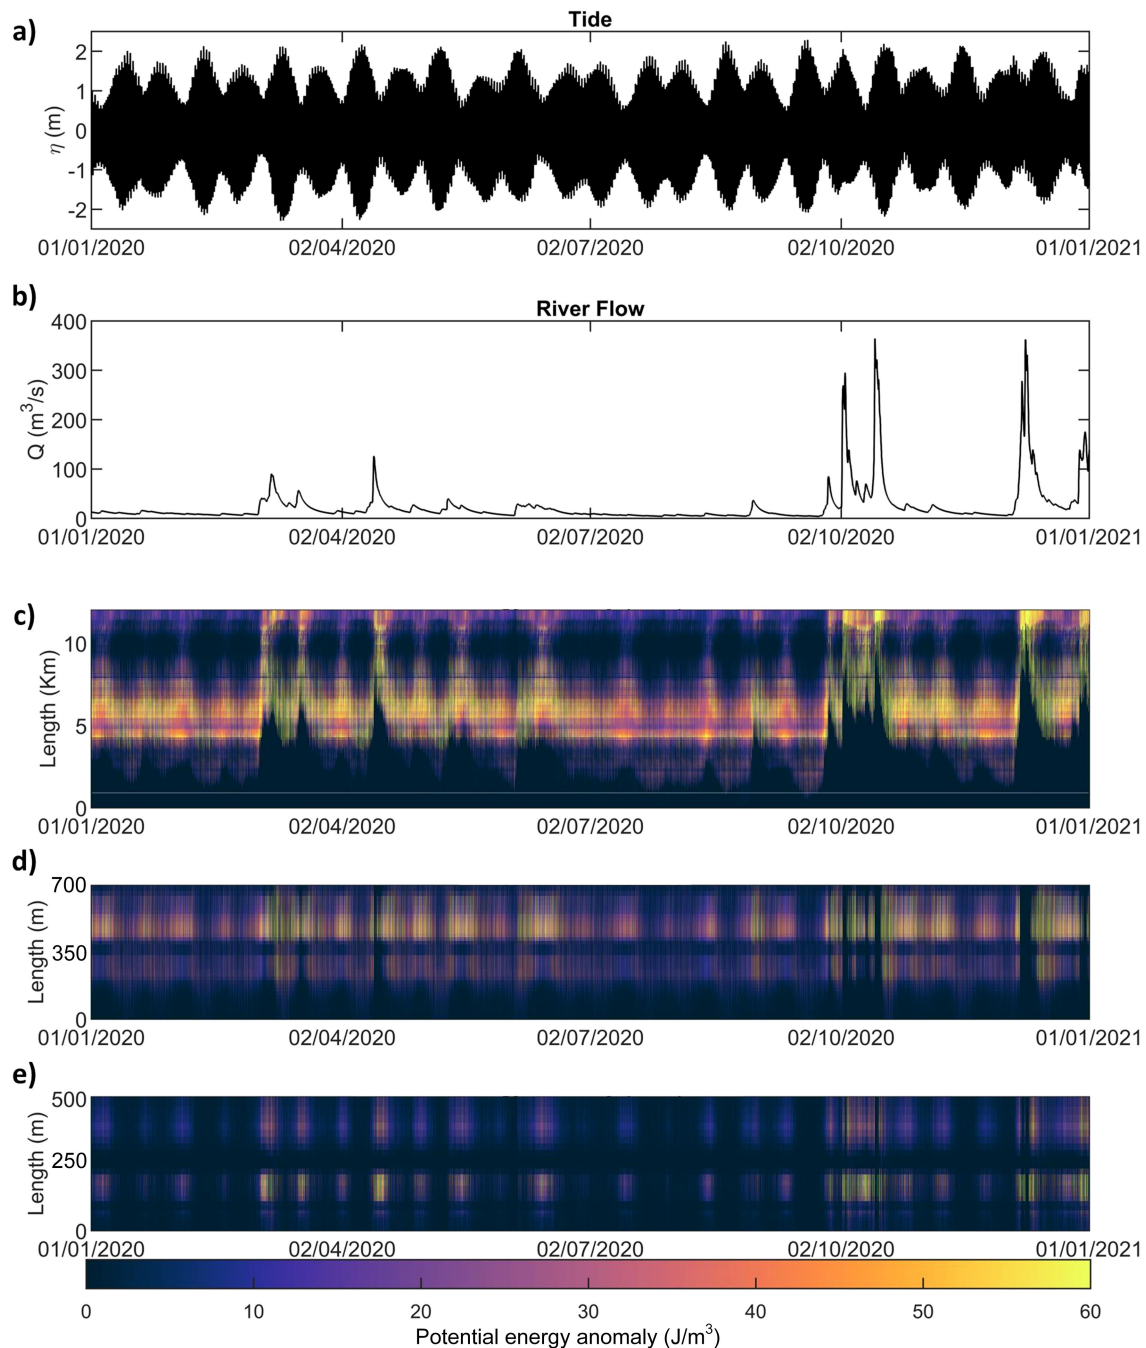 a)
Tide
η (m)
2
1
0
-1
-2
01/01/2020 02/04/2020 02/07/2020 02/10/2020 01/01/2021
b)
River Flow
Q (m³/s)
400
300
200
100
0
01/01/2020 02/04/2020 02/07/2020 02/10/2020 01/01/2021
c)
Length (Km)
10
5
0
01/01/2020 02/04/2020 02/07/2020 02/10/2020 01/01/2021
d)
Length (m)
700
350
0
01/01/2020 02/04/2020 02/07/2020 02/10/2020 01/01/2021
e)
Length (m)
500
250
0
01/01/2020 02/04/2020 02/07/2020 02/10/2020 01/01/2021
0 10 20 30 40 50 60
Potential energy anomaly (J/m³)